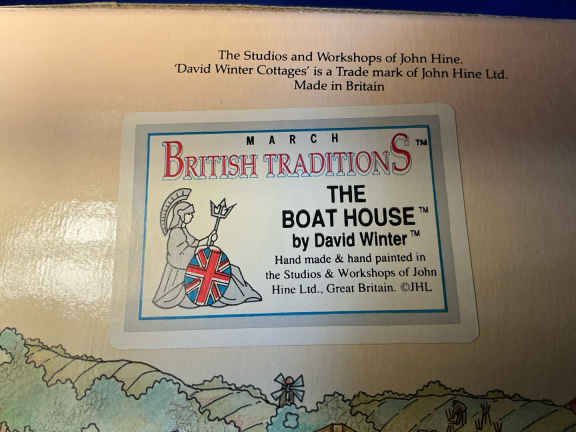 The Studios and Workshops of John Hine.
'David Winter Cottages' is a Trade mark of John Hine Ltd.
Made in Britain
MARCH
BRITISH TRADITIONS™
THE
BOAT HOUSE™
by David Winter™
Hand made & hand painted in
the Studios & Workshops of John
Hine Ltd., Great Britain. ©JHL